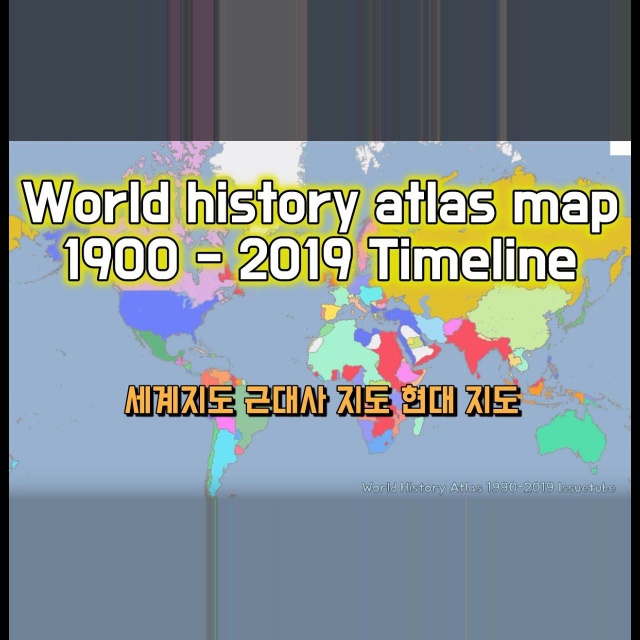 World history atlas map
1900 - 2019 Timeline
세계지도 근대사 지도 현대 지도
World History Atlas 1990-2019 Issuetube